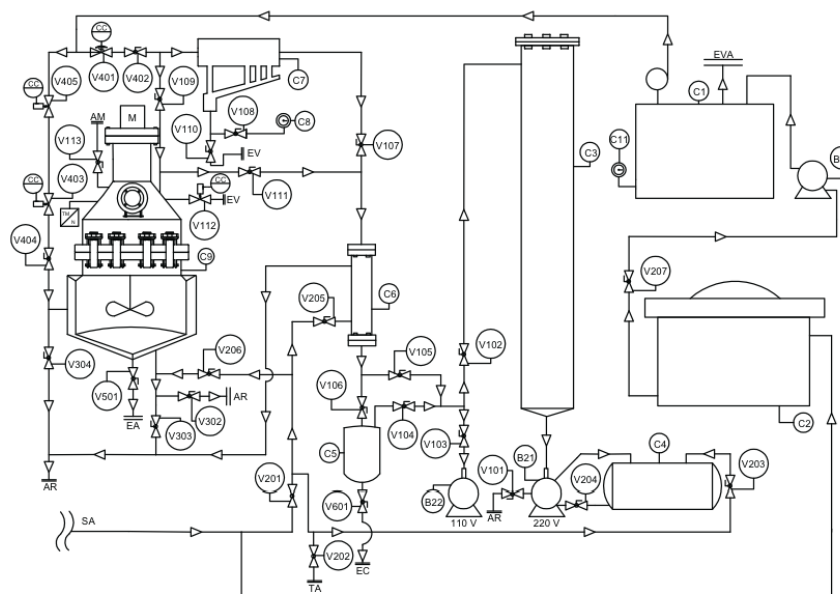 CC
V405
V401
V402
V109
C7
AM
M
V113
V110
V108
C8
EV
V107
CC
V403
CC
V111
V112
EV
TM
N
V404
C9
V304
V501
EA
V206
V302
AR
V303
AR
V205
C6
V105
V106
V104
C5
V601
EC
V201
SA
V202
TA
V102
V103
B22
110 V
C3
V101
AR
B21
220 V
V204
C4
V203
EVA
C1
C11
B
V207
C2